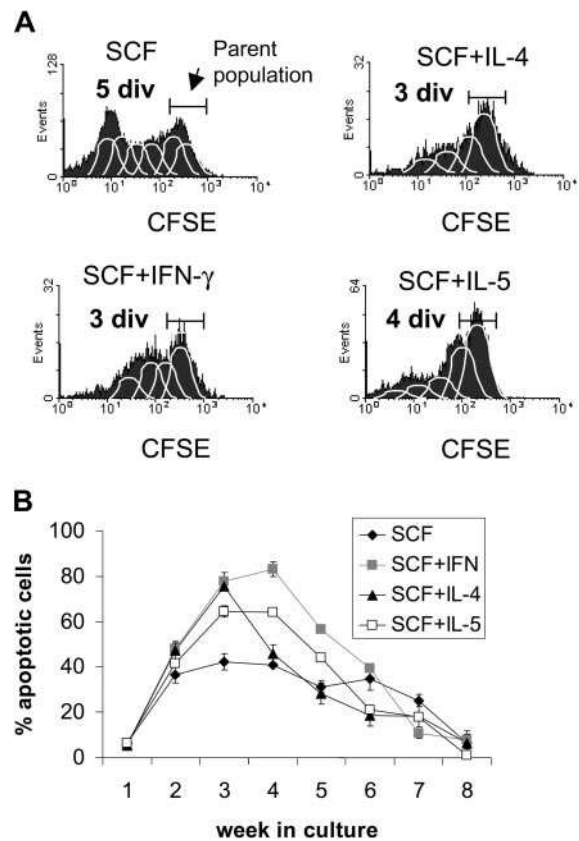 A
SCF
5 div
Parent
population
128
Events
0
10⁰ 10¹ 10² 10³ 10⁴
CFSE
SCF+IL-4
3 div
32
Events
0
10⁰ 10¹ 10² 10³ 10⁴
CFSE
SCF+IFN-γ
3 div
32
Events
0
10⁰ 10¹ 10² 10³ 10⁴
CFSE
SCF+IL-5
4 div
64
Events
0
10⁰ 10¹ 10² 10³ 10⁴
CFSE
B
100
80
60
40
20
0
% apoptotic cells
SCF
SCF+IFN
SCF+IL-4
SCF+IL-5
1 2 3 4 5 6 7 8
week in culture